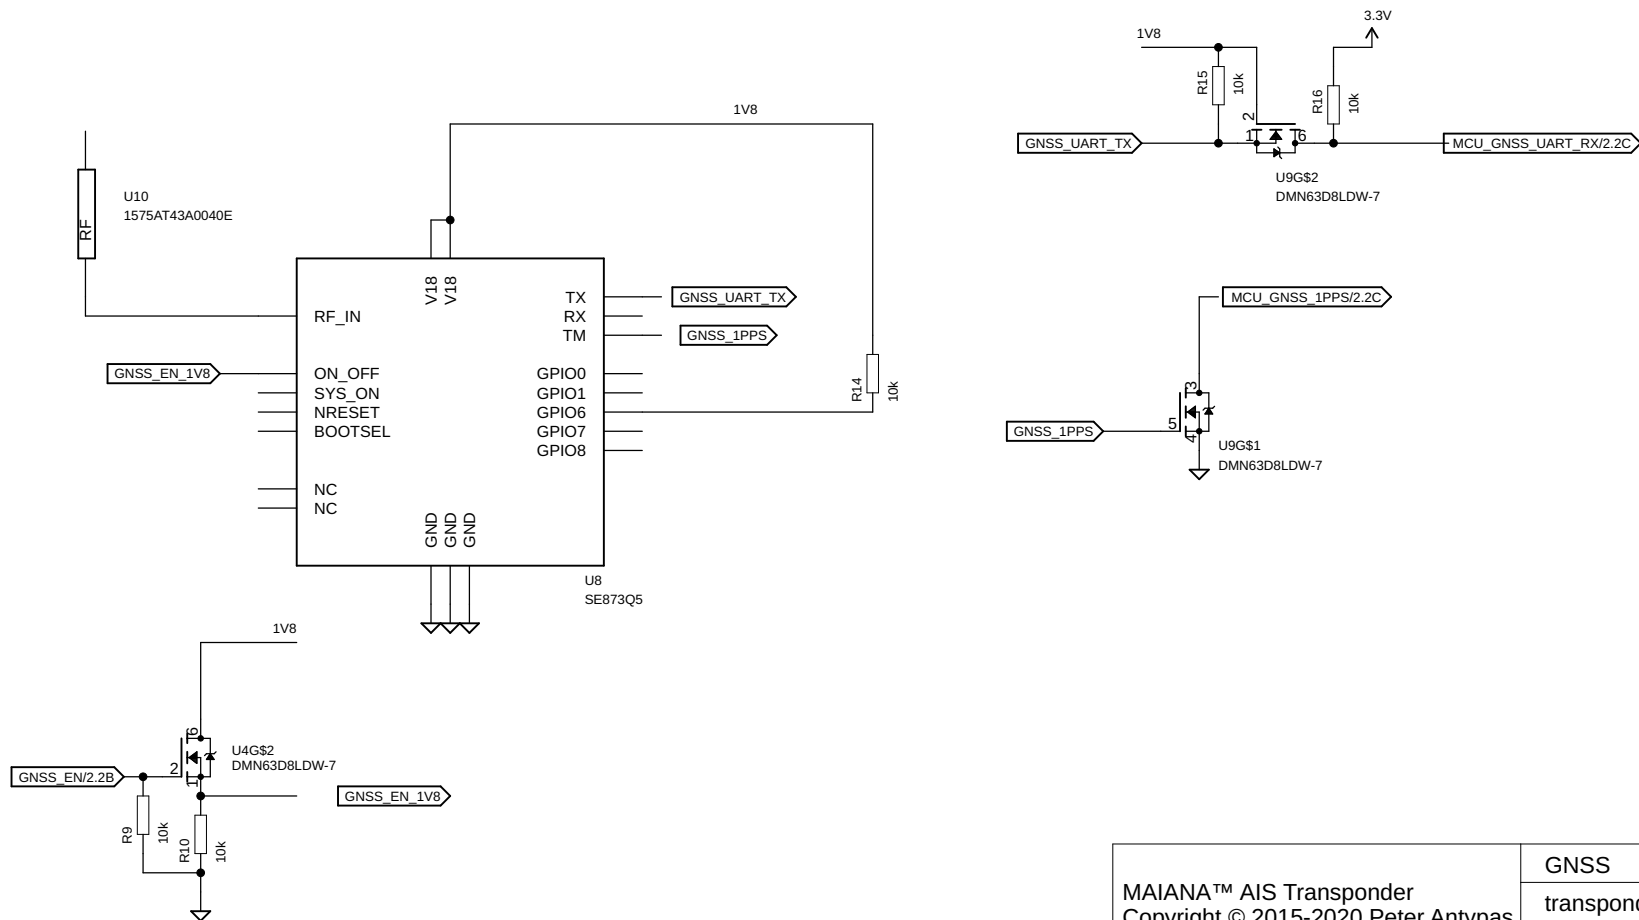 3.3V
1V8
R15
10k
R16
10k
2
1
6
GNSS_UART_TX
MCU_GNSS_UART_RX/2.2C
U9G$2
DMN63D8LDW-7
1V8
RF
U10
1575AT43A0040E
V18
V18
RF_IN
ON_OFF
SYS_ON
NRESET
BOOTSEL
NC
NC
TX
RX
TM
GPIO0
GPIO1
GPIO6
GPIO7
GPIO8
GND
GND
GND
GNSS_EN_1V8
GNSS_UART_TX
GNSS_1PPS
R14
10k
U8
SE873Q5
MCU_GNSS_1PPS/2.2C
3
5
4
GNSS_1PPS
U9G$1
DMN63D8LDW-7
1V8
6
2
1
U4G$2
DMN63D8LDW-7
GNSS_EN/2.2B
GNSS_EN_1V8
R9
10k
R10
10k
MAIANA™ AIS Transponder
Copyright © 2015-2020 Peter Antypas
GNSS
transpond